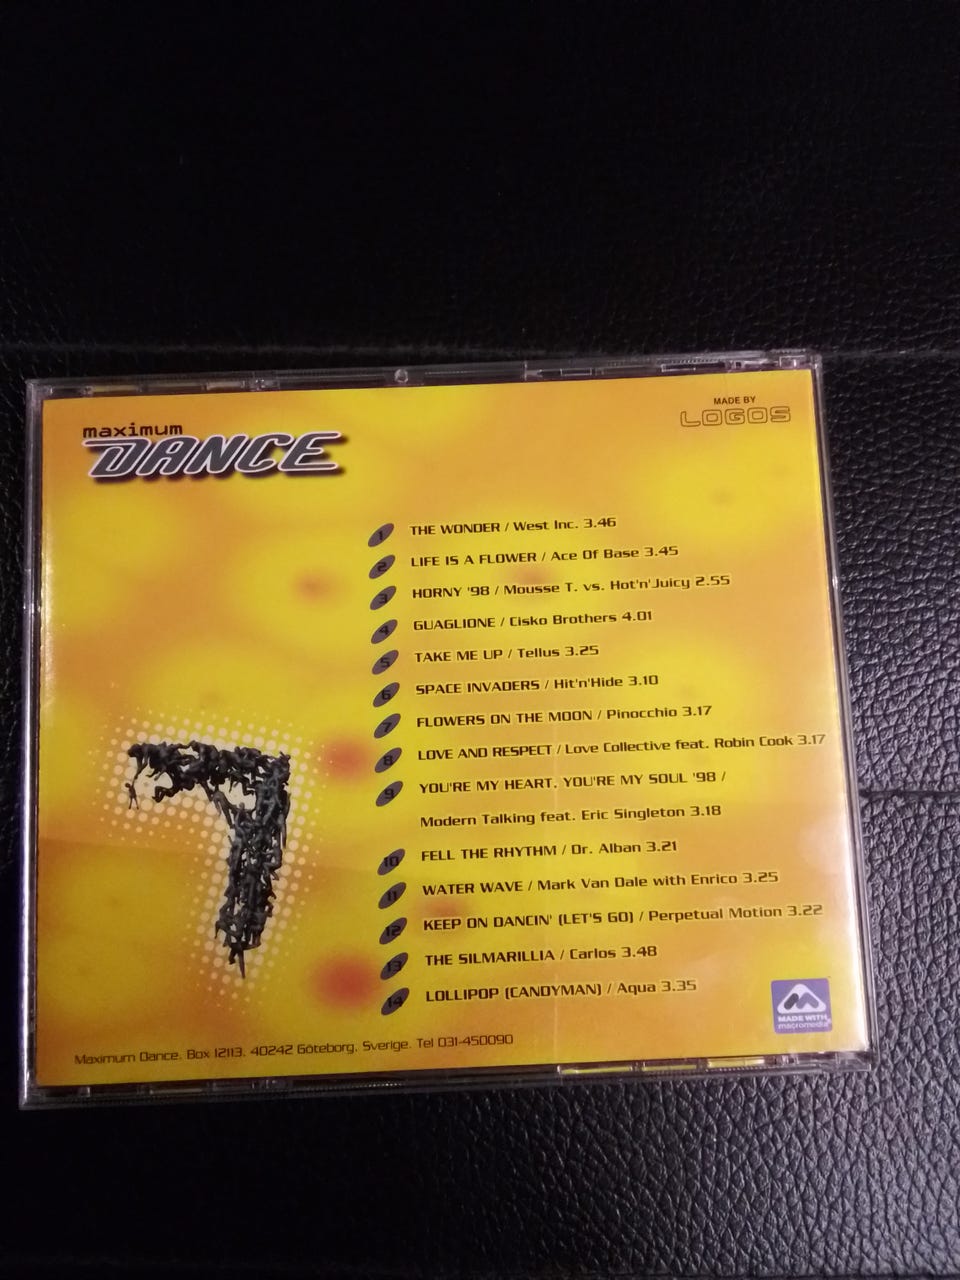 maximum
DANCE
MADE BY
LOGOS
1 THE WONDER / West Inc. 3.46
2 LIFE IS A FLOWER / Ace Of Base 3.45
3 HORNY '98 / Mousse T. vs. Hot'n'Juicy 2.55
4 GUAGLIONE / Cisko Brothers 4.01
5 TAKE ME UP / Tellus 3.25
6 SPACE INVADERS / Hit'n'Hide 3.10
7 FLOWERS ON THE MOON / Pinocchio 3.17
8 LOVE AND RESPECT / Love Collective feat. Robin Cook 3.17
9 YOU'RE MY HEART, YOU'RE MY SOUL '98 /
Modern Talking feat. Eric Singleton 3.18
10 FELL THE RHYTHM / Dr. Alban 3.21
11 WATER WAVE / Mark Van Dale with Enrico 3.25
12 KEEP ON DANCIN' (LET'S GO) / Perpetual Motion 3.22
13 THE SILMARILLIA / Carlos 3.48
14 LOLLIPOP (CANDYMAN) / Aqua 3.35
7
MADE WITH
macromedia
Maximum Dance. Box 12113. 40242 Göteborg, Sverige. Tel 031-450090